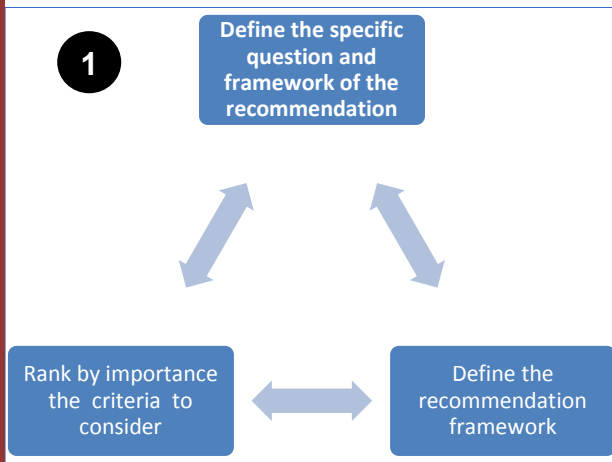 1
Define the specific
question and
framework of the
recommendation
Rank by importance
the criteria to
consider
Define the
recommendation
framework